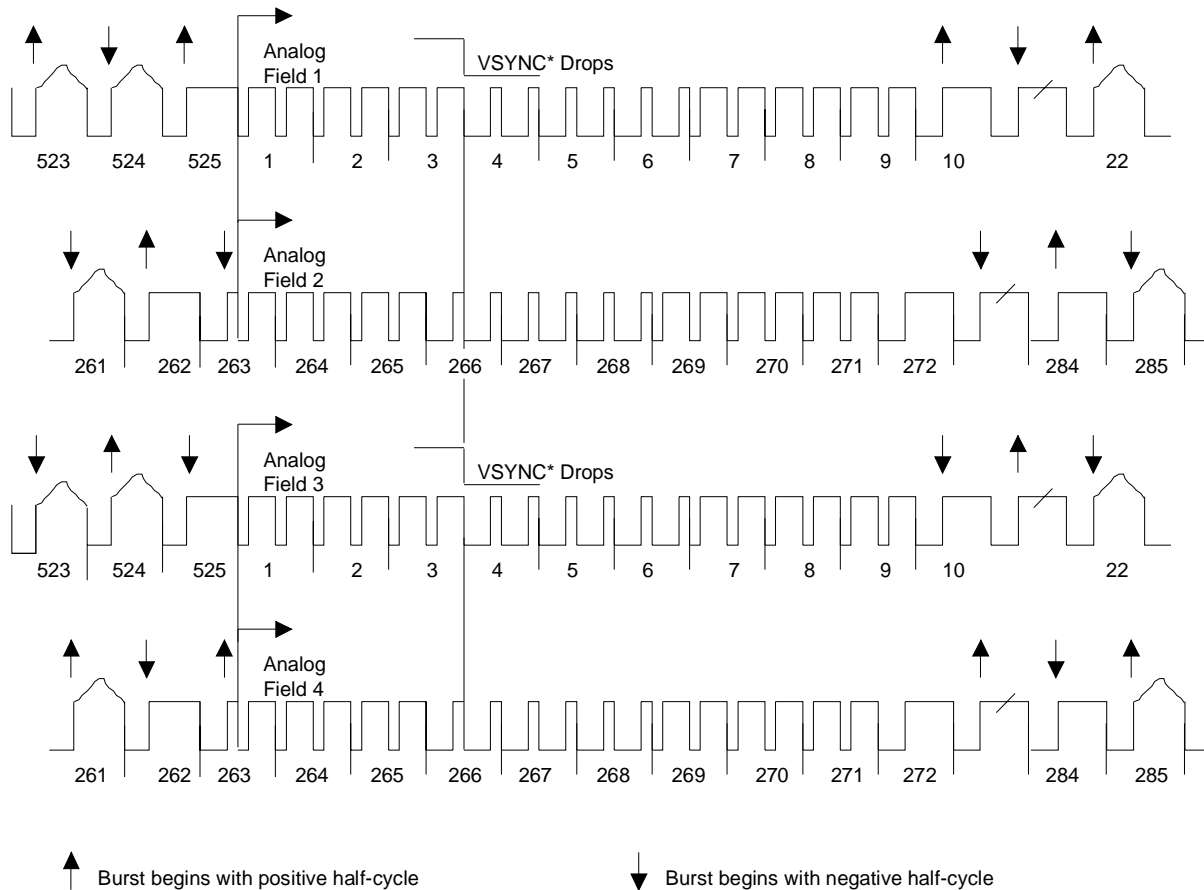 Analog
Field 1
VSYNC* Drops
523 524 525 1 2 3 4 5 6 7 8 9 10 22
Analog
Field 2
261 262 263 1 264 265 266 267 268 269 270 271 272 284 285
Analog
Field 3
VSYNC* Drops
523 524 525 1 2 3 4 5 6 7 8 9 10 22
Analog
Field 4
261 262 263 264 265 266 267 268 269 270 271 272 284 285
Burst begins with positive half-cycle
Burst begins with negative half-cycle